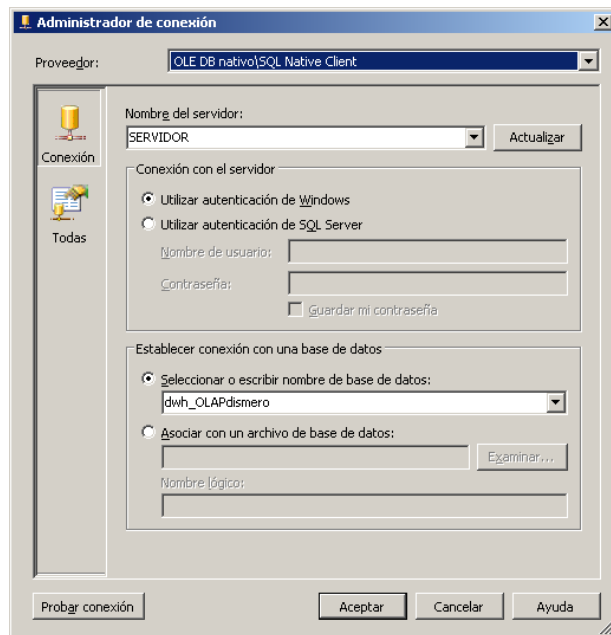 Administrador de conexión
Proveedor: OLE DB nativo\SQL Native Client
Conexión
Todas
Nombre del servidor:
SERVIDOR Actualizar
Conexión con el servidor
Utilizar autenticación de Windows
Utilizar autenticación de SQL Server
Nombre de usuario:
Contraseña:
Guardar mi contraseña
Establecer conexión con una base de datos
Seleccionar o escribir nombre de base de datos:
dwh_OLAPdismero
Asociar con un archivo de base de datos:
Examinar...
Nombre lógico:
Probar conexión Aceptar Cancelar Ayuda